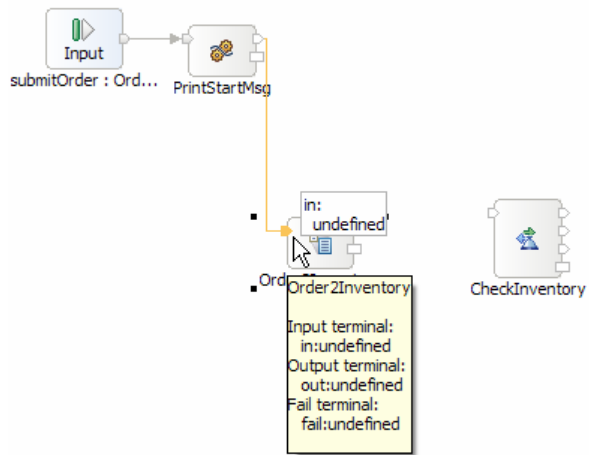 Input
submitOrder : Ord...
PrintStartMsg
in:
undefined
Ord
CheckInventory
Order2Inventory
Input terminal:
in:undefined
Output terminal:
out:undefined
Fail terminal:
fail:undefined